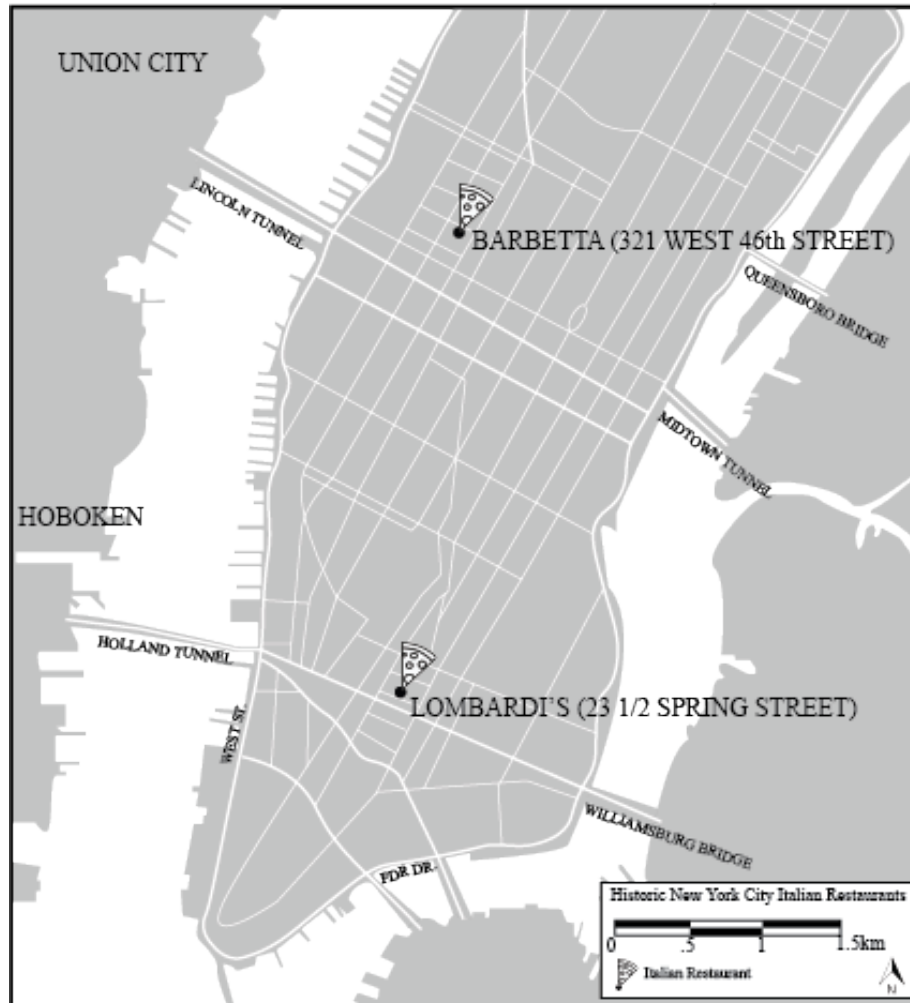 UNION CITY
LINCOLN TUNNEL
BARBETTA (321 WEST 46th STREET)
QUEENSBORO BRIDGE
MIDTOWN TUNNEL
HOBOKEN
HOLLAND TUNNEL
LOMBARDI'S (23 1/2 SPRING STREET)
WEST ST.
WILLIAMSBURG BRIDGE
FDR DR.
Historic New York City Italian Restaurants
0 .5 1 1.5km
Italian Restaurant
N